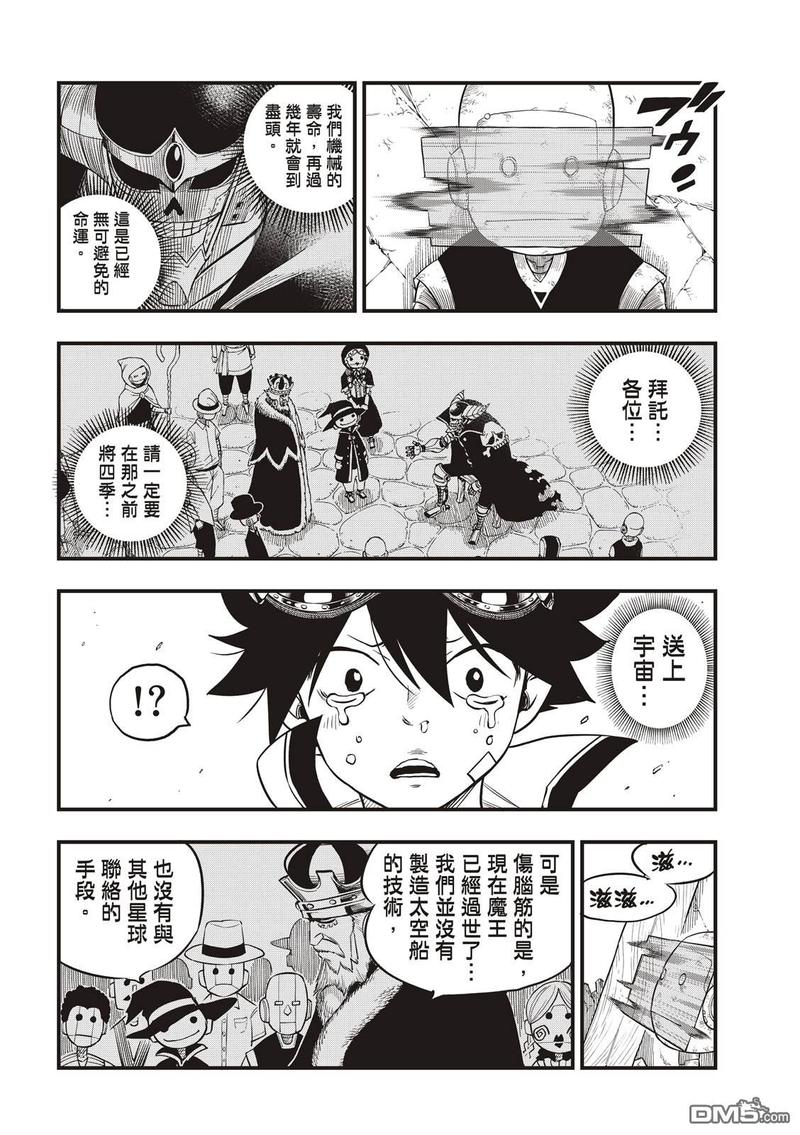 ブゥン
我們機械的
壽命，再過
幾年就會到
盡頭。
這是已經
無可避免的
命運。
拜託…
各位…
請一定要
在那之前
將四季…
送上
宇宙…
!?
滋…
滋滋…
可是
傷腦筋的是，
現在魔王
已經過世了…
我們並沒有
製造太空船
的技術，
也沒有與
其他星球
聯絡的
手段。
DM5.com